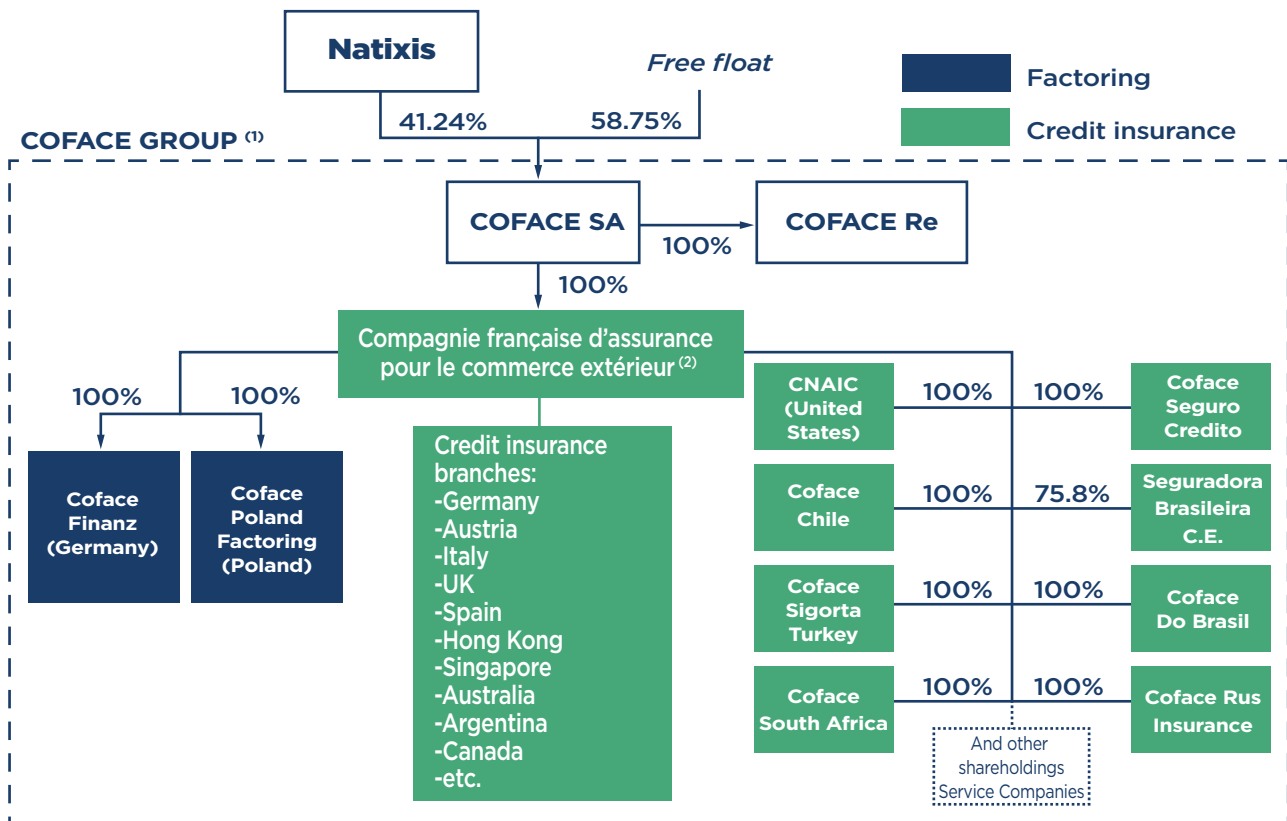 Natixis
Free float
Factoring
Credit insurance
41.24%
58.75%
COFACE GROUP (1)
COFACE SA
100%
COFACE Re
100%
Compagnie française d'assurance
pour le commerce extérieur (2)
100%
100%
Coface
Finanz
(Germany)
Coface
Poland
Factoring
(Poland)
Credit insurance
branches:
-Germany
-Austria
-Italy
-UK
-Spain
-Hong Kong
-Singapore
-Australia
-Argentina
-Canada
-etc.
CNAIC
(United
States)
100%
100%
Coface
Seguro
Credito
Coface
Chile
100%
75.8%
Seguradora
Brasileira
C.E.
Coface
Sigorta
Turkey
100%
100%
Coface
Do Brasil
Coface
South Africa
100%
100%
Coface Rus
Insurance
And other
shareholdings
Service Companies